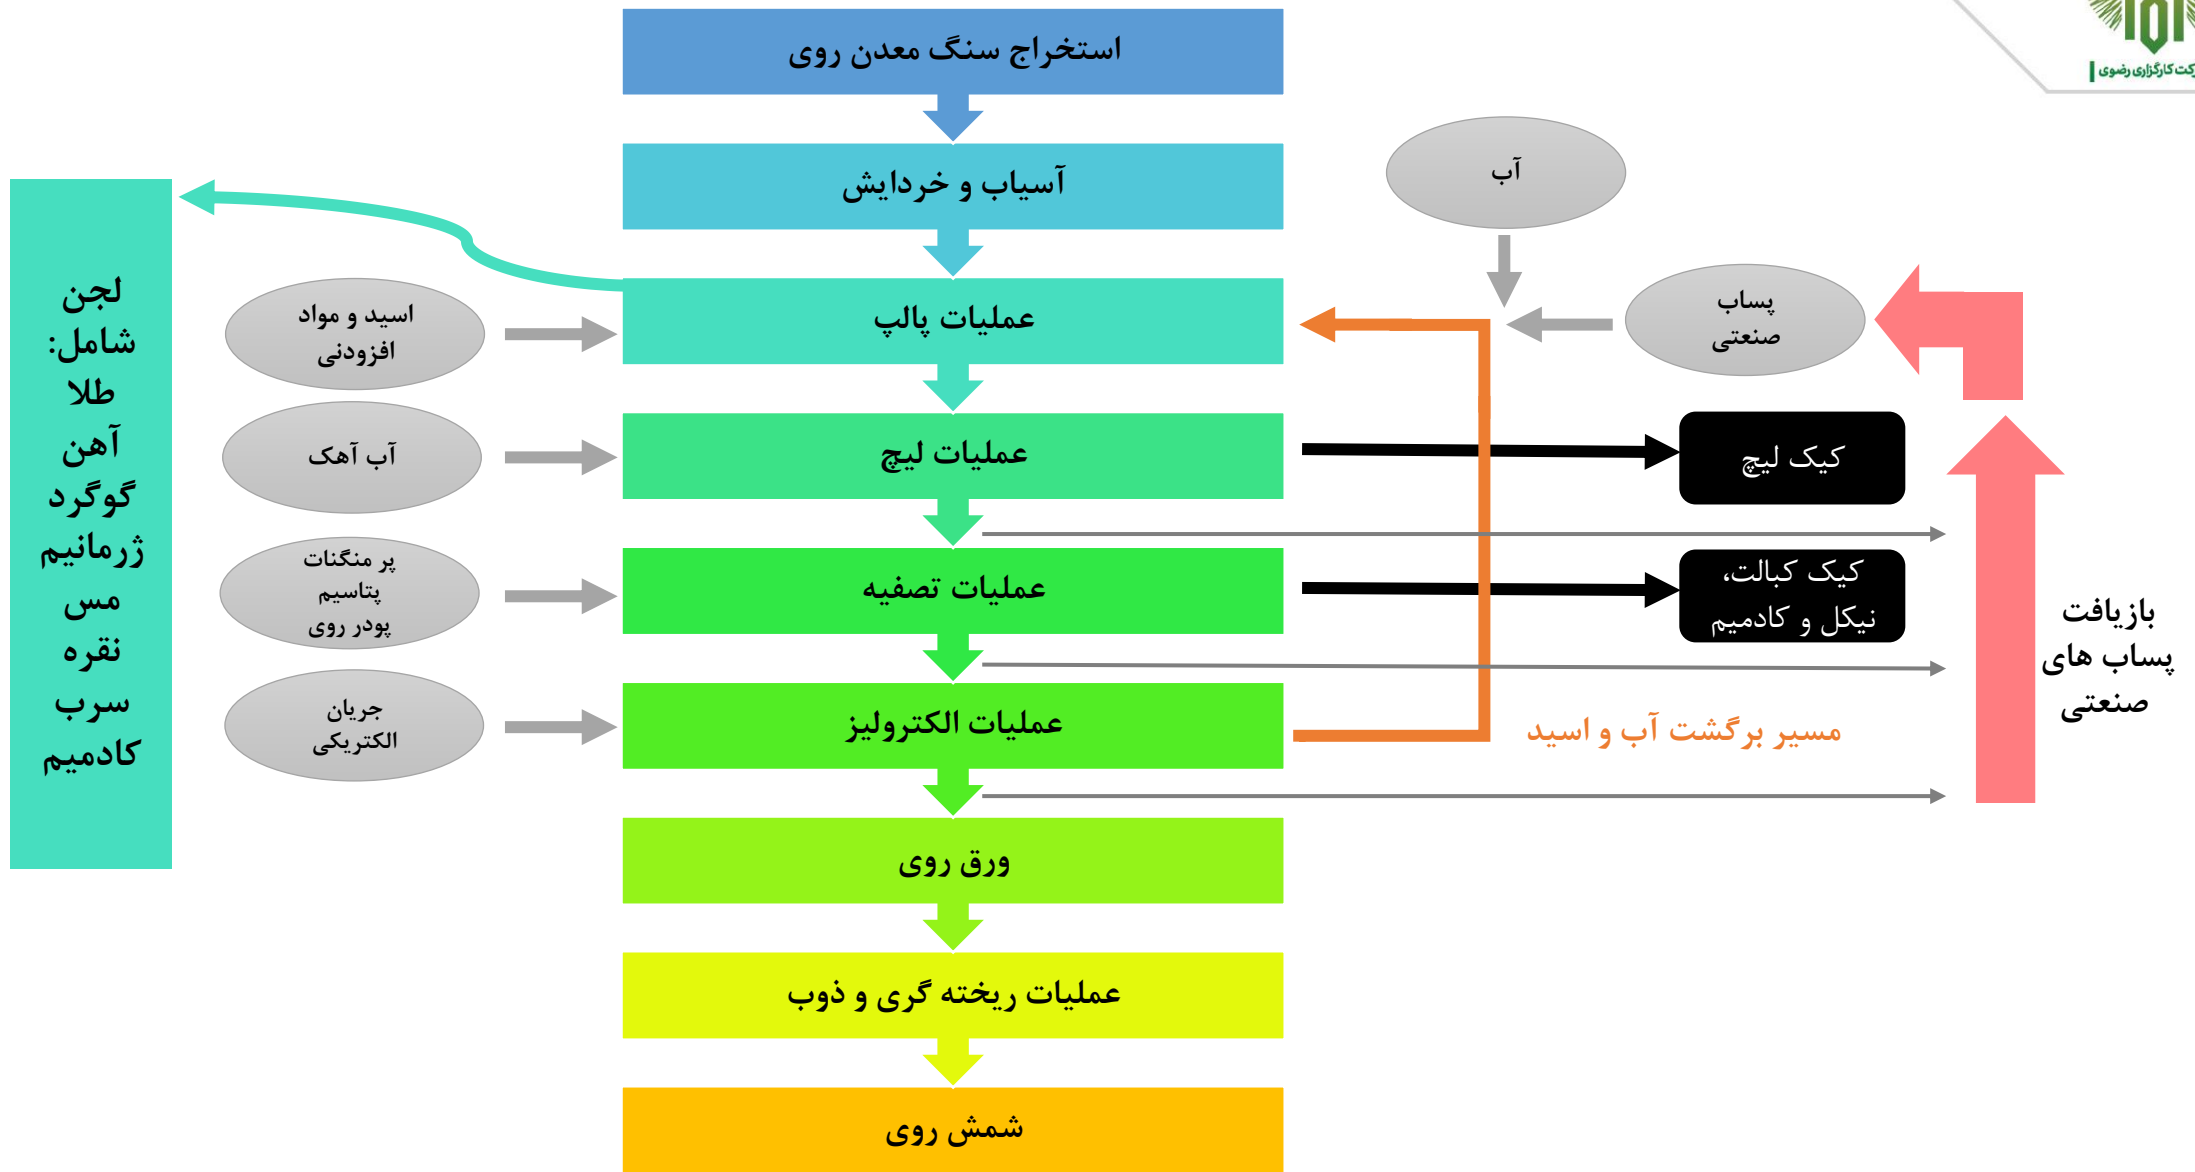 کت کارگزاری رضوی
استخراج سنگ معدن روی
آسیاب و خردایش
آب
عملیات پالپ
اسید و مواد
افزودنی
پساب
صنعتی
لجن
شامل:
طلا
آهن
گوگرد
ژرمانیم
مس
نقره
سرب
کادمیم
عملیات لیچ
آب آهک
کیک لیچ
عملیات تصفیه
پر منگنات
پتاسیم
پودر روی
کیک کبالت،
نیکل و کادمیم
بازیافت
پساب های
صنعتی
عملیات الکترولیز
جریان
الکتریکی
مسیر برگشت آب و اسید
ورق روی
عملیات ریخته گری و ذوب
شمش روی